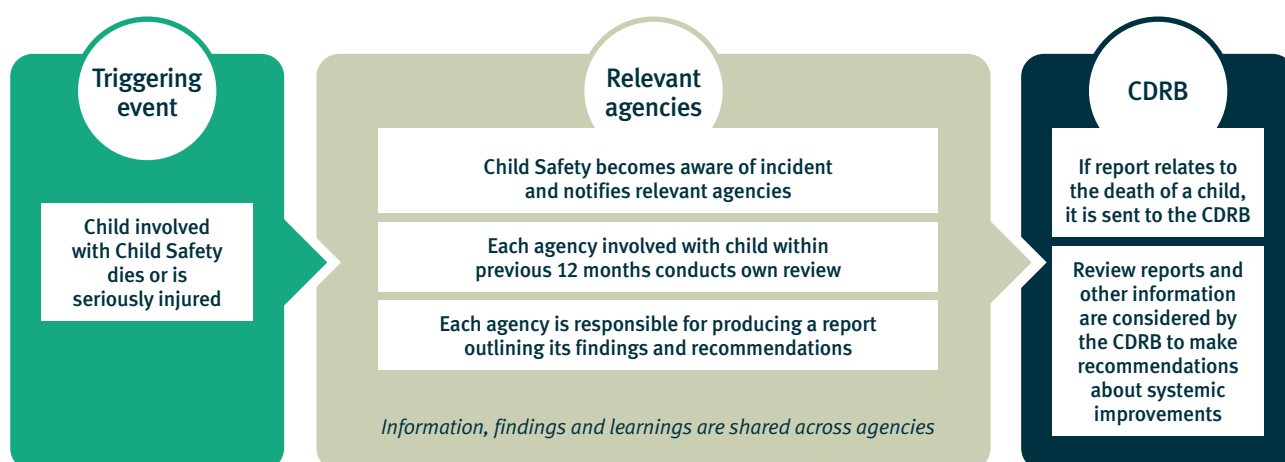 Triggering
event
Child involved
with Child Safety
dies or is
seriously injured
Relevant
agencies
Child Safety becomes aware of incident
and notifies relevant agencies
Each agency involved with child within
previous 12 months conducts own review
Each agency is responsible for producing a report
outlining its findings and recommendations
Information, findings and learnings are shared across agencies
CDRB
If report relates to
the death of a child,
it is sent to the CDRB
Review reports and
other information
are considered by
the CDRB to make
recommendations
about systemic
improvements